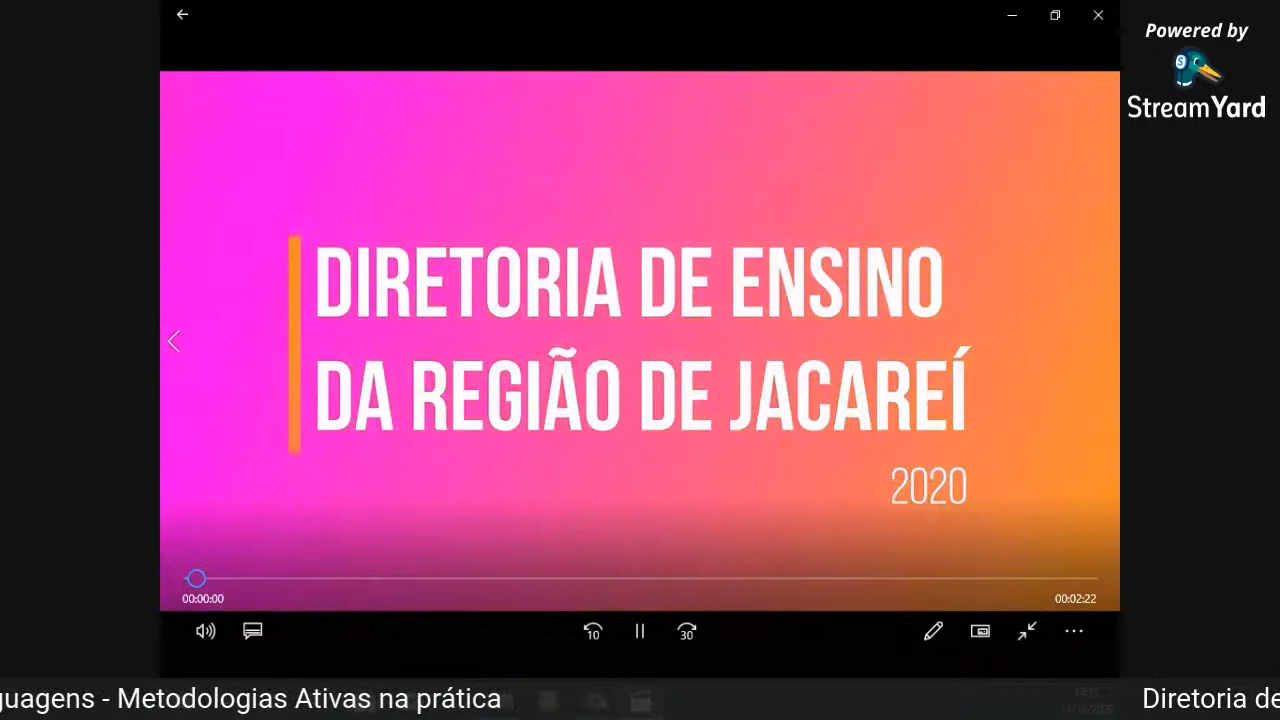 Powered by
StreamYard
DIRETORIA DE ENSINO
DA REGIÃO DE JACAREÍ
2020
00:00:00
00:02:22
10
30
guagens - Metodologias Ativas na prática
Diretoria de